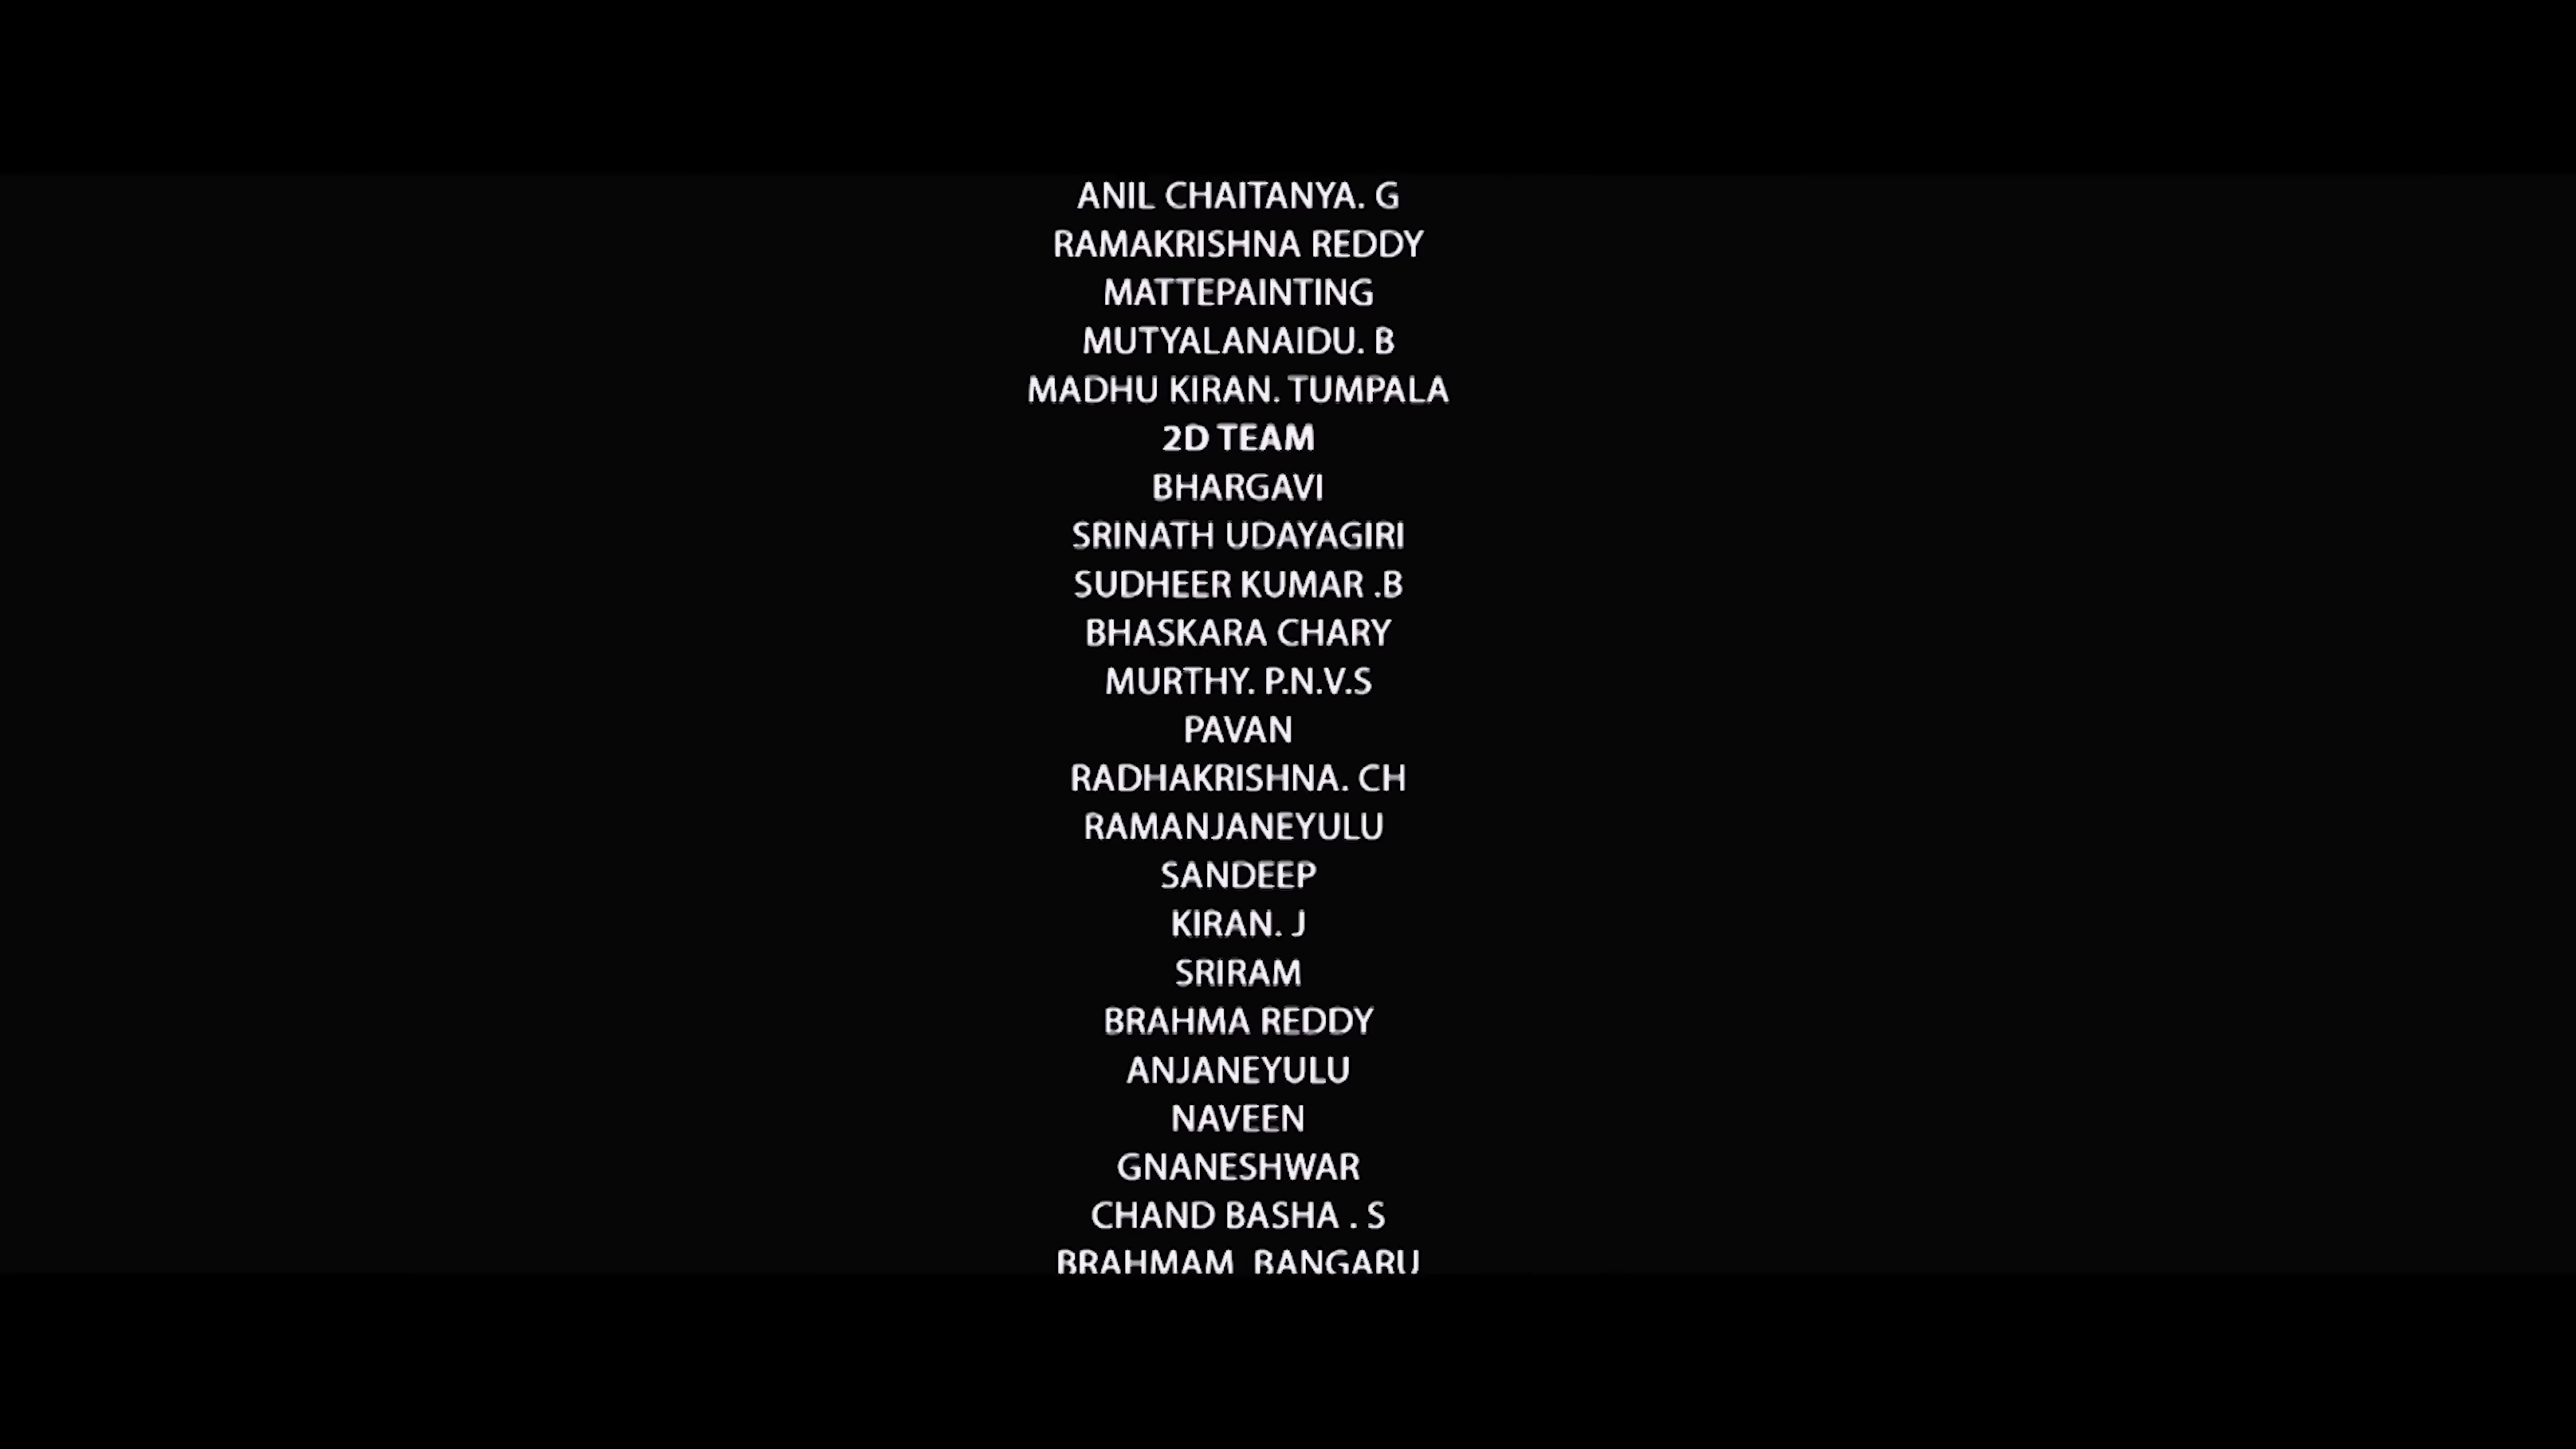 ANIL CHAITANYA. G
RAMAKRISHNA REDDY
MATTEPAINTING
MUTYALANAIDU. B
MADHU KIRAN. TUMPALA
2D TEAM
BHARGAVI
SRINATH UDAYAGIRI
SUDHEER KUMAR .B
BHASKARA CHARY
MURTHY. P.N.V.S
PAVAN
RADHAKRISHNA. CH
RAMANJANEYULU
SANDEEP
KIRAN. J
SRIRAM
BRAHMA REDDY
ANJANEYULU
NAVEEN
GNANESHWAR
CHAND BASHA . S
BRAHMAM BANGARU